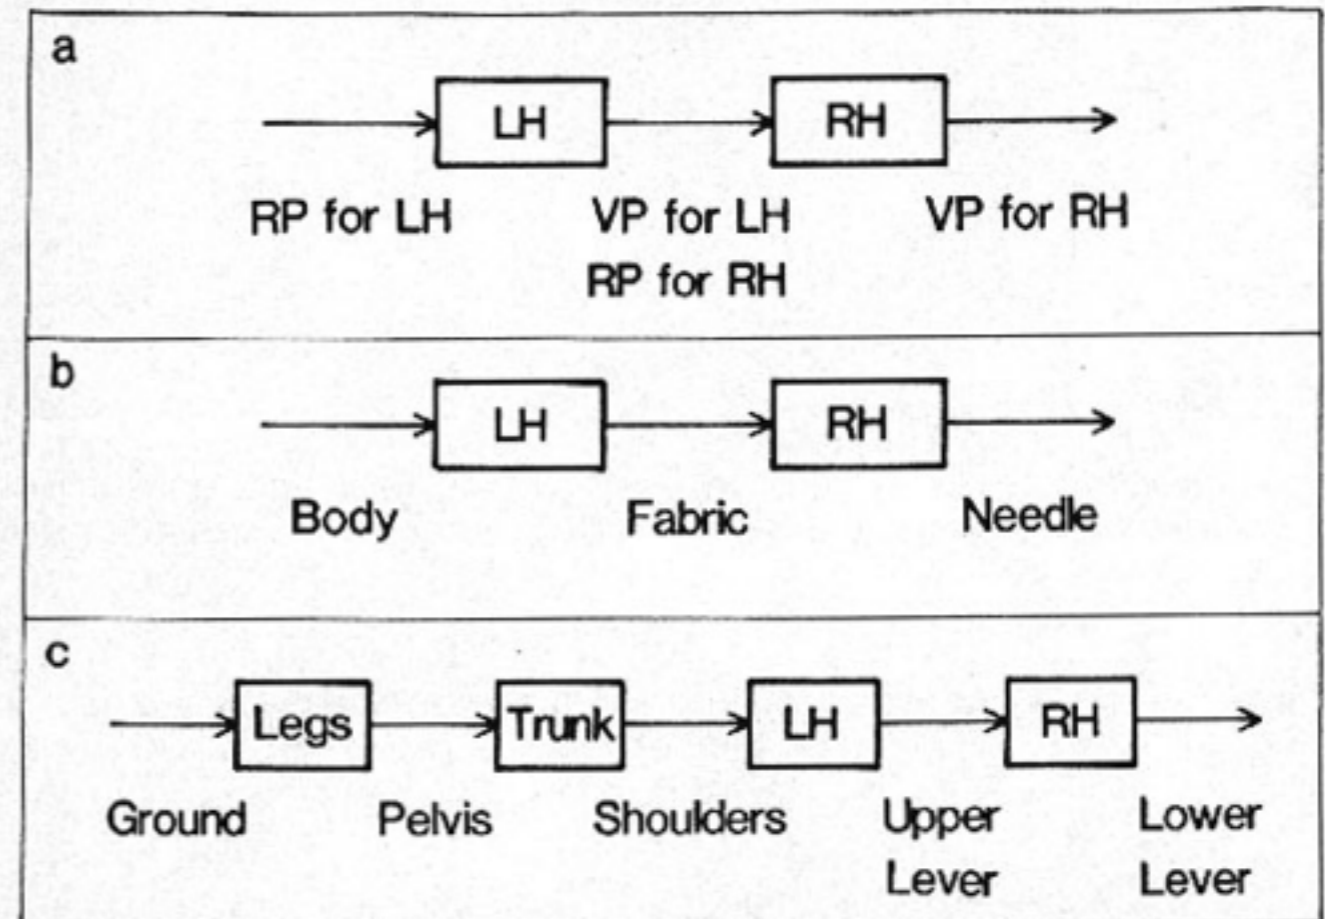 a
LH RH
RP for LH VP for LH VP for RH
RP for RH
b
LH RH
Body Fabric Needle
c
Legs Trunk LH RH
Ground Pelvis Shoulders Upper Lower
Lever Lever